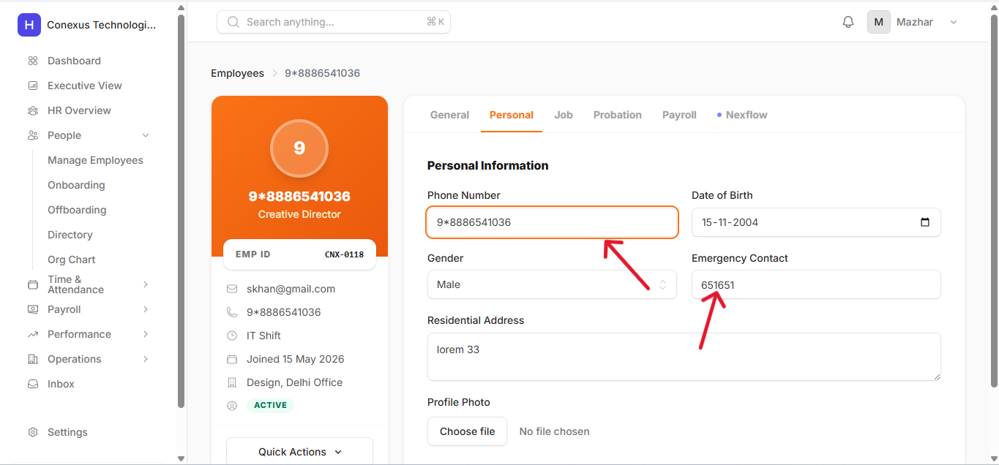 H Conexus Technologi...
Search anything... ⌘ K
M Mazhar
Dashboard
Executive View
HR Overview
People
Manage Employees
Onboarding
Offboarding
Directory
Org Chart
Time &
Attendance
Payroll
Performance
Operations
Inbox
Settings
Employees > 9*8886541036
9
9*8886541036
Creative Director
EMP ID CNX-0118
skhan@gmail.com
9*8886541036
IT Shift
Joined 15 May 2026
Design, Delhi Office
ACTIVE
Quick Actions
General Personal Job Probation Payroll Nexflow
Personal Information
Phone Number Date of Birth
9*8886541036 15-11-2004
Gender Emergency Contact
Male 651651
Residential Address
lorem 33
Profile Photo
Choose file No file chosen